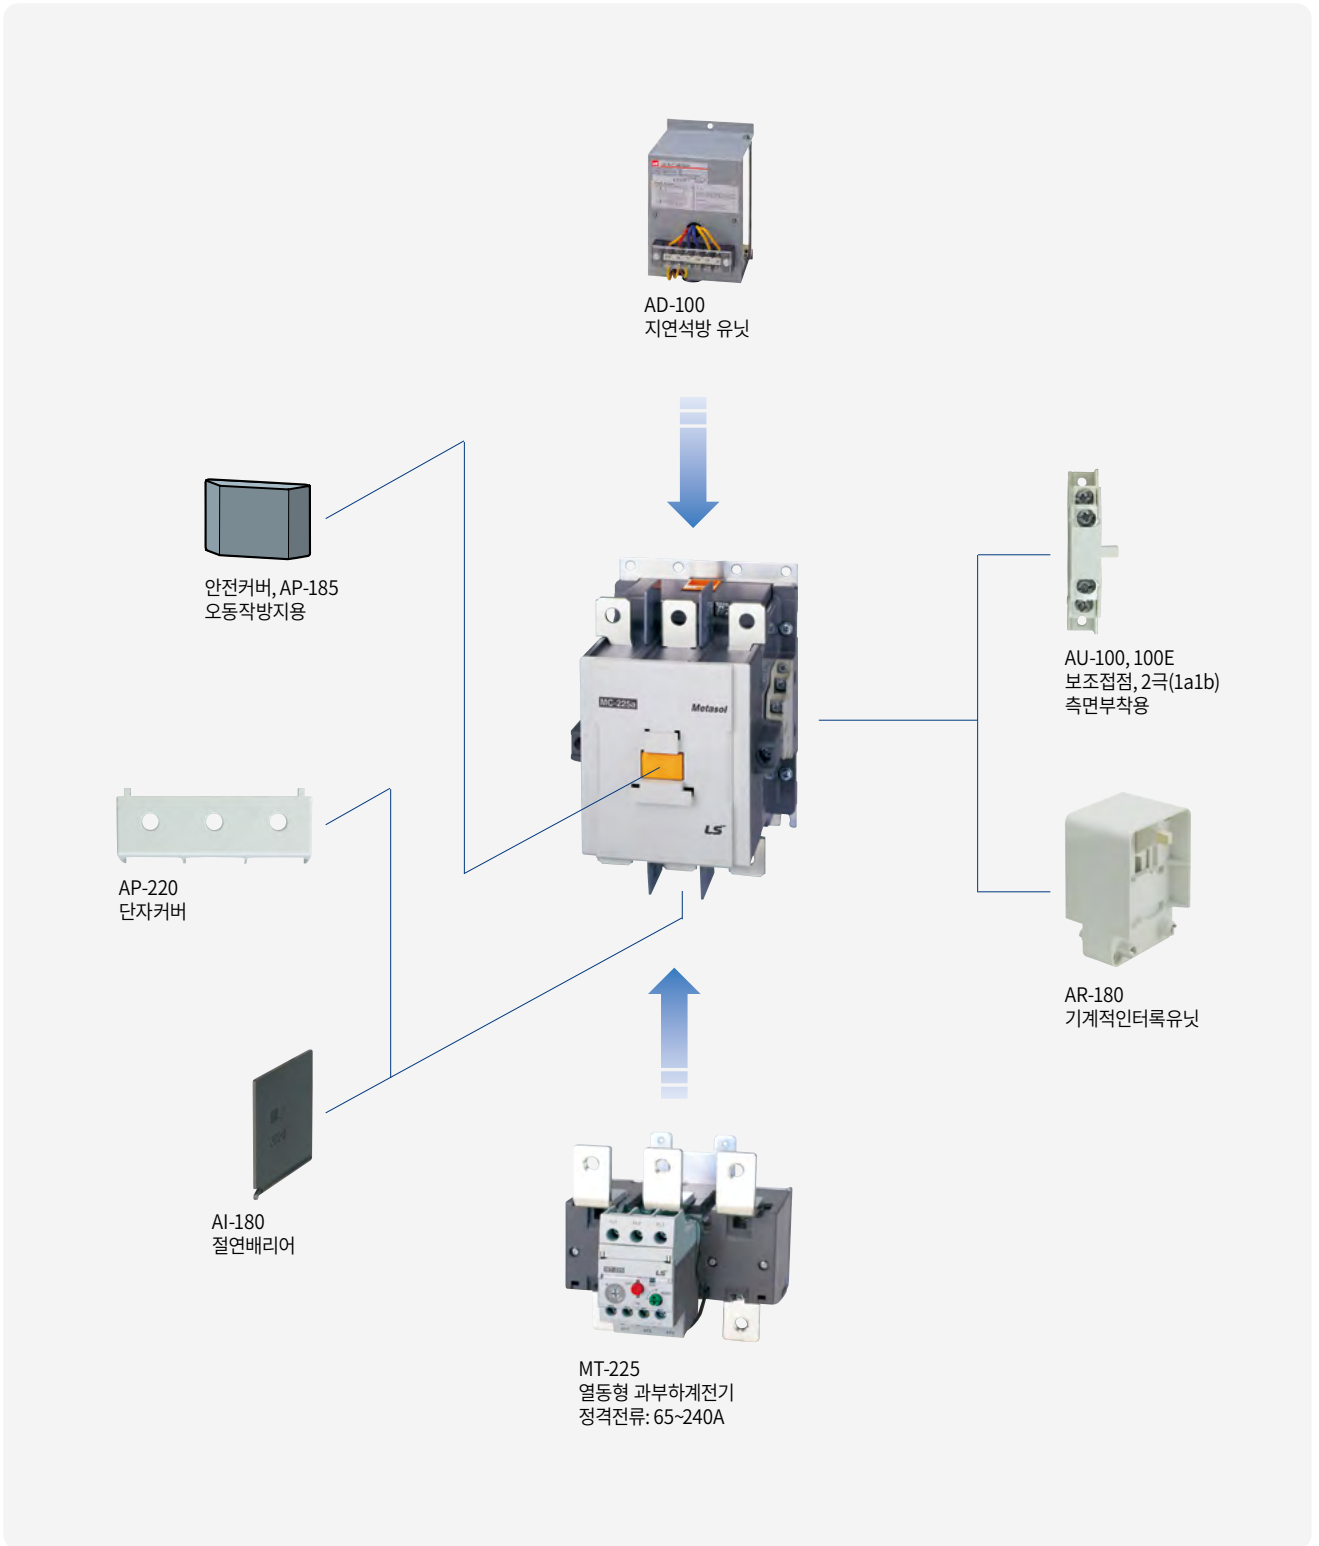 AD-100
지연석방 유닛
안전커버, AP-185
오동작방지용
MC-225a
Metasol
LS
AU-100, 100E
보조접점, 2극(1a1b)
측면부착용
AP-220
단자커버
AR-180
기계적인터록유닛
AI-180
절연배리어
LS
MT-225
열동형 과부하계전기
정격전류: 65~240A